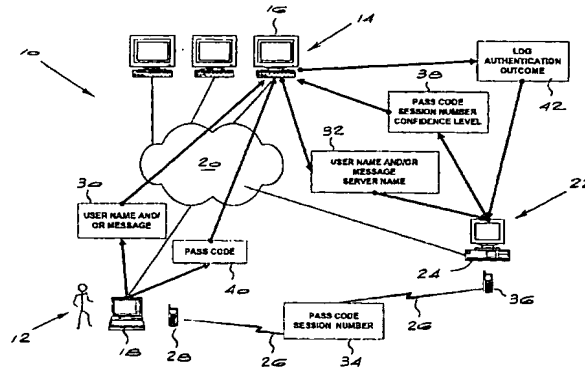 10
16
14
LOG
AUTHENTICATION
OUTCOME
42
38
PASS CODE
SESSION NUMBER
CONFIDENCE LEVEL
32
USER NAME AND/OR
MESSAGE
SERVER NAME
20
30
USER NAME AND/
OR MESSAGE
22
PASS CODE
40
24
36
12
18
28
26
PASS CODE
SESSION NUMBER
34
26